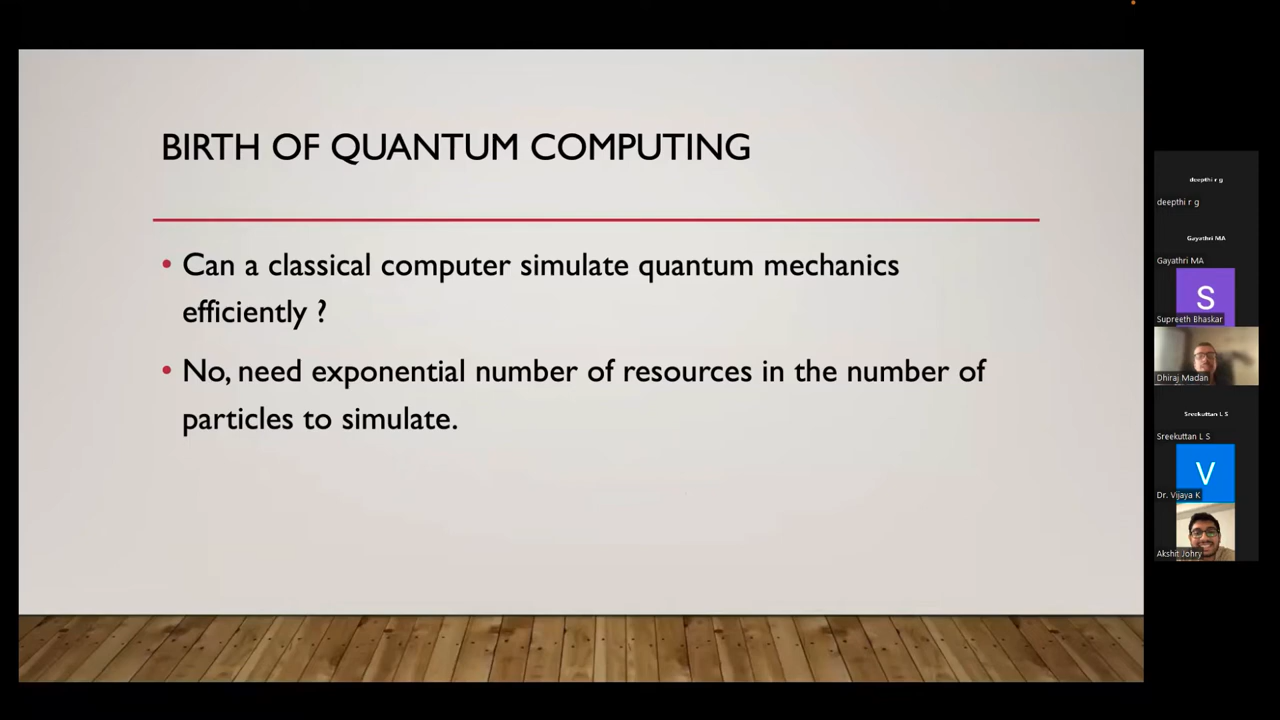 BIRTH OF QUANTUM COMPUTING
• Can a classical computer simulate quantum mechanics
efficiently ?
• No, need exponential number of resources in the number of
particles to simulate.
deepthi r g
deepthi r g
Gayathri MA
Gayathri MA
S
Supreeth Bhaskar
Dhiraj Madan
Sreekuttan L S
Sreekuttan L S
V
Dr. Vijaya K
Akshit Johry